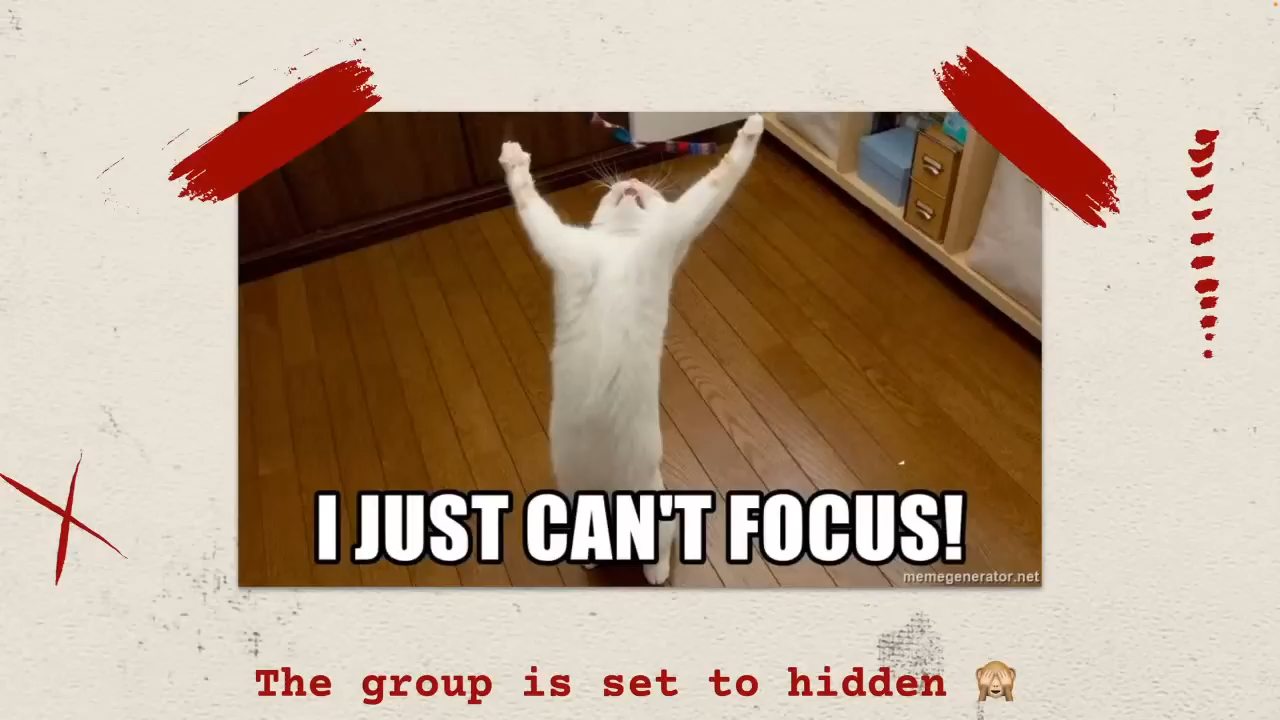 I JUST CAN'T FOCUS!
memegenerator.net
The group is set to hidden 🙈